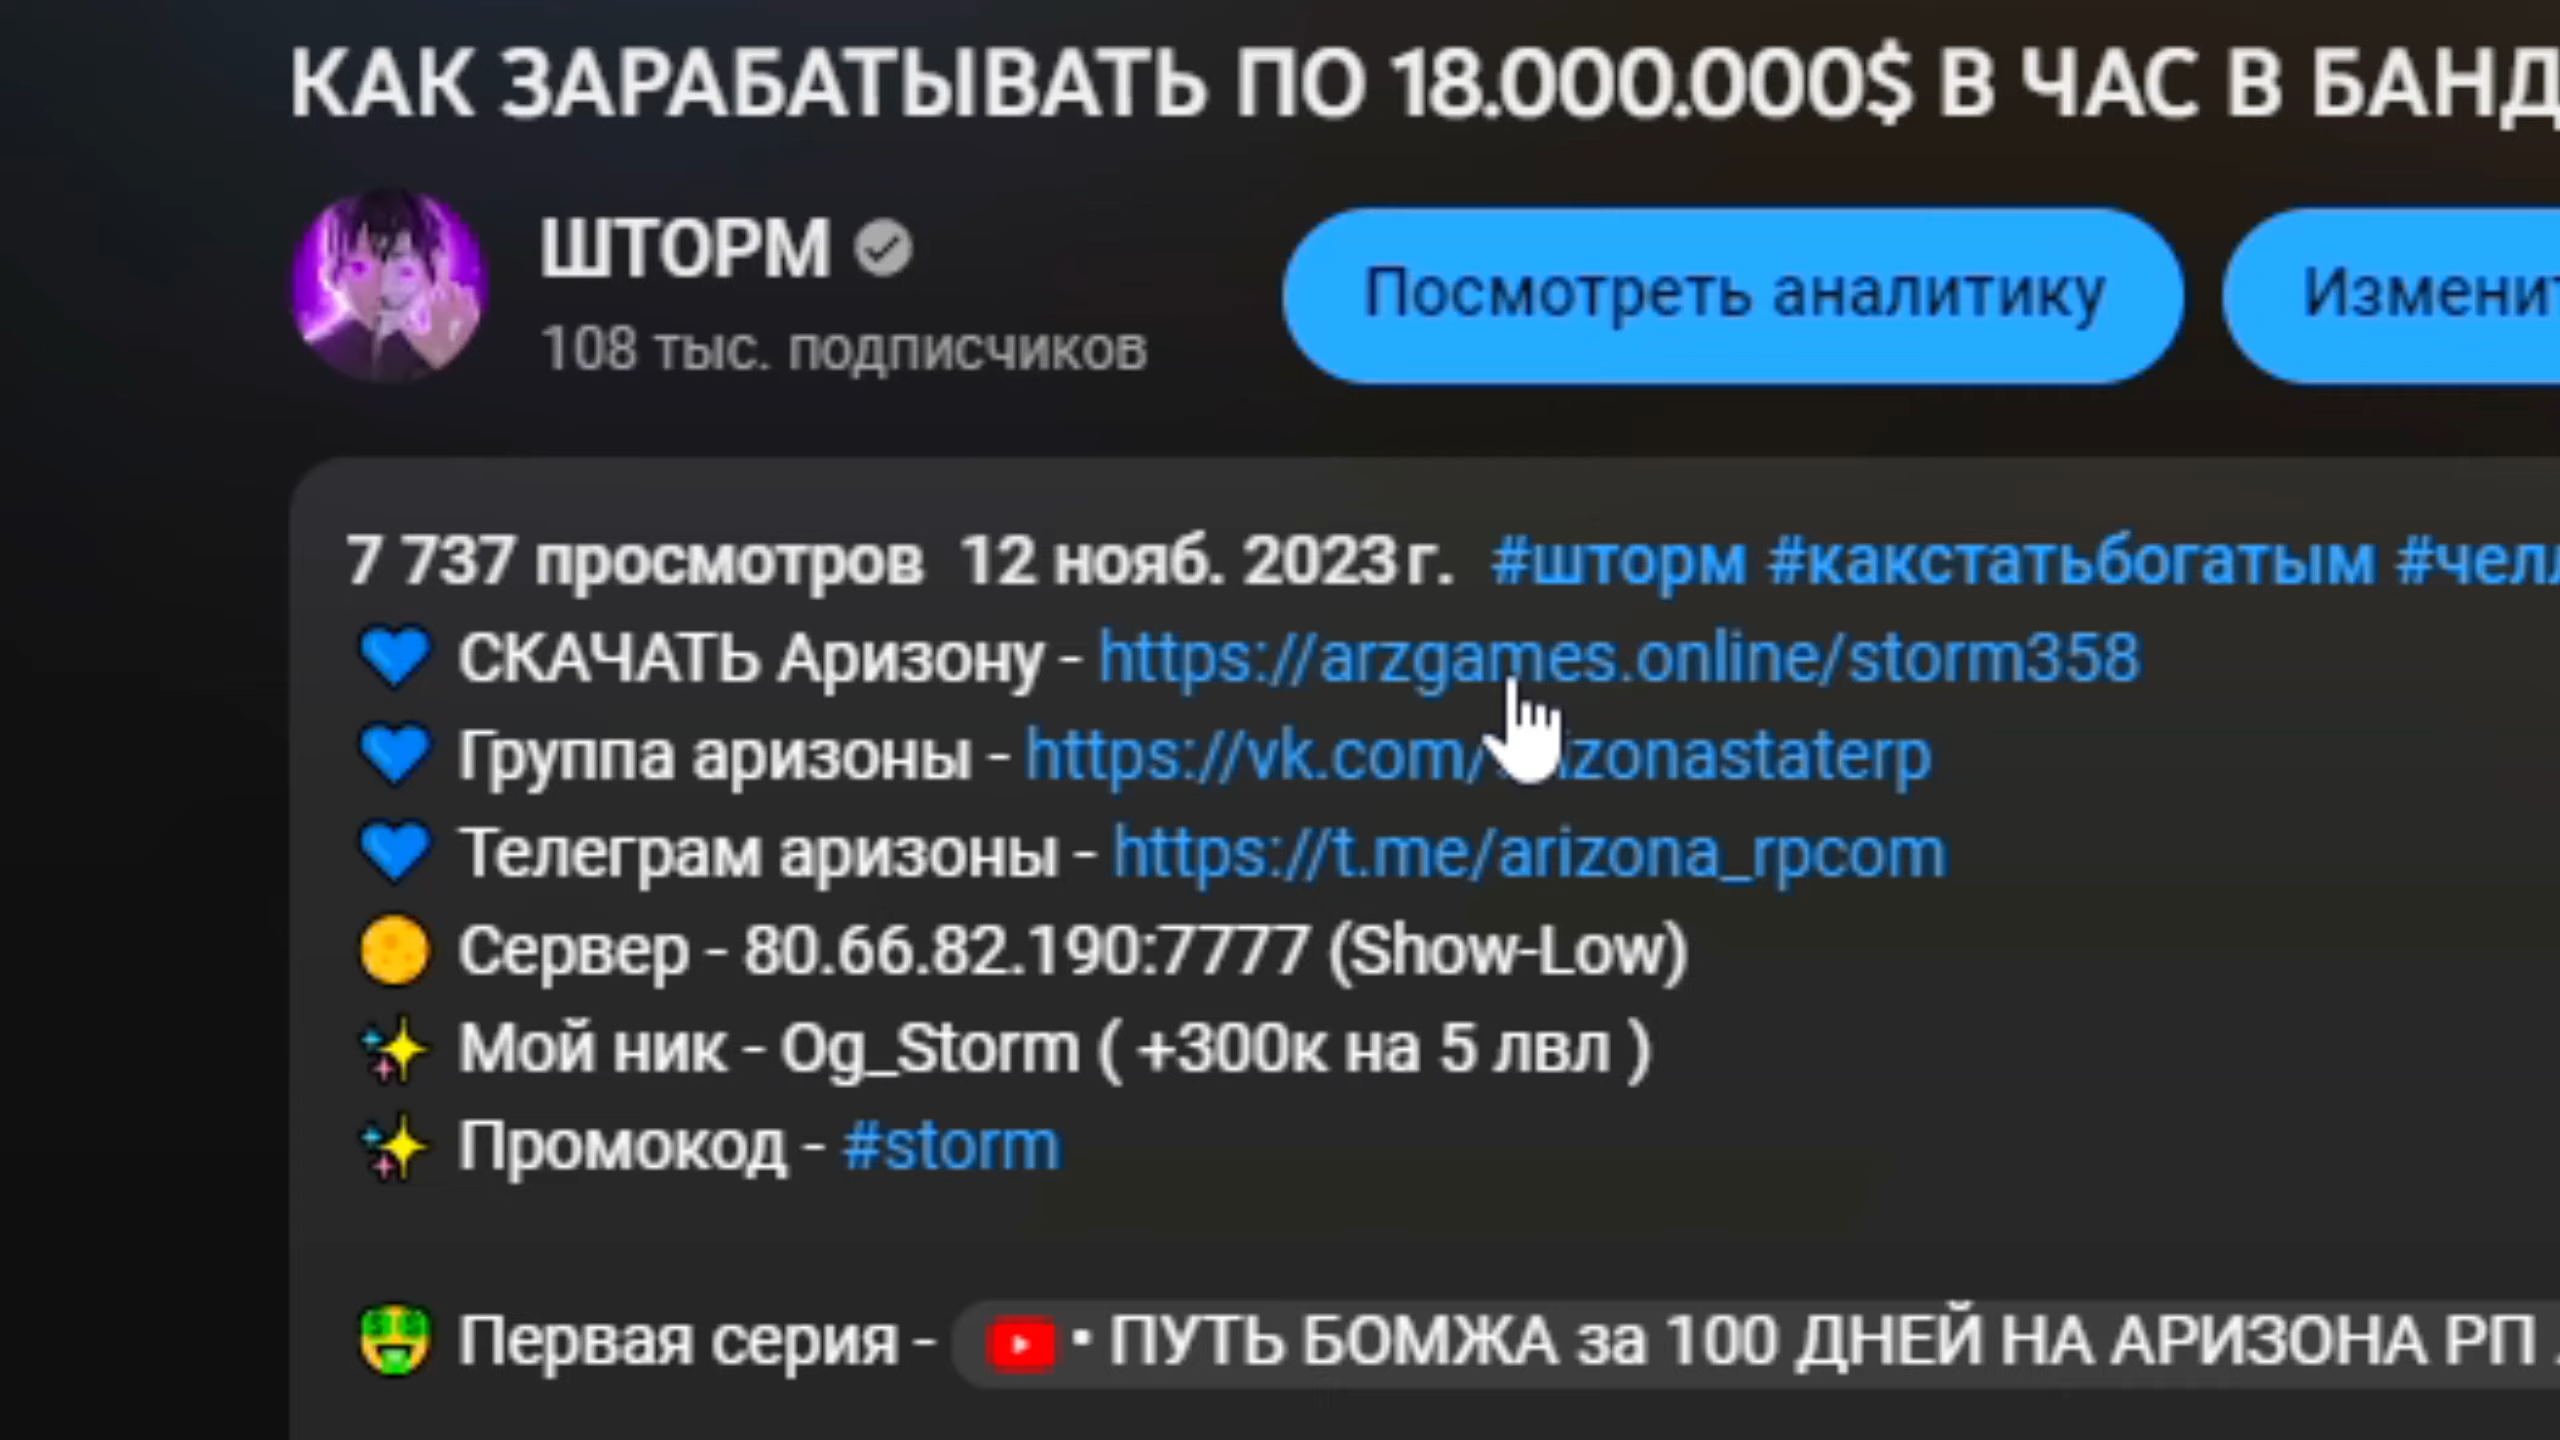 КАК ЗАРАБАТЫВАТЬ ПО 18.000.000$ В ЧАС В
ШТОРМ
108 тыс. подписчиков
Посмотреть аналитику
7 737 просмотров 12 нояб. 2023 г. #шторм #какстатьбогатым
СКАЧАТЬ Аризону - https://arzgames.online/storm358
Группа аризоны - https://vk.com/arizonastaterp
Телеграм аризоны - https://t.me/arizona_rpcom
Сервер - 80.66.82.190:7777 (Show-Low)
Мой ник - Og_Storm ( +300к на 5 лвл )
Промокод - #storm
Первая серия - • ПУТЬ БОМЖА за 100 ДНЕЙ НА АРИЗОНА РП